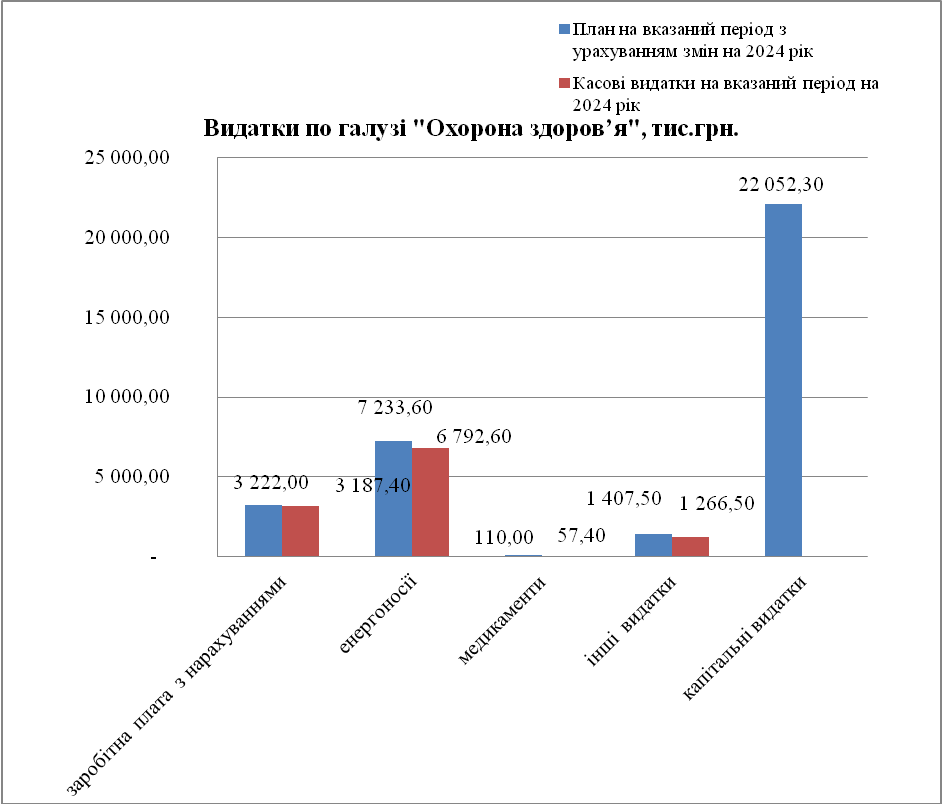 План на вказаний період з
урахуванням змін на 2024 рік
Касові видатки на вказаний період на
2024 рік
Видатки по галузі "Охорона здоров’я", тис.грн.
25 000,00
20 000,00
15 000,00
10 000,00
5 000,00
-
22 052,30
7 233,60
6 792,60
3 222,00
3 187,40
1 407,50
1 266,50
110,00
57,40
заробітна плата з нарахуваннями
енергоносії
медикаменти
інші видатки
капітальні видатки